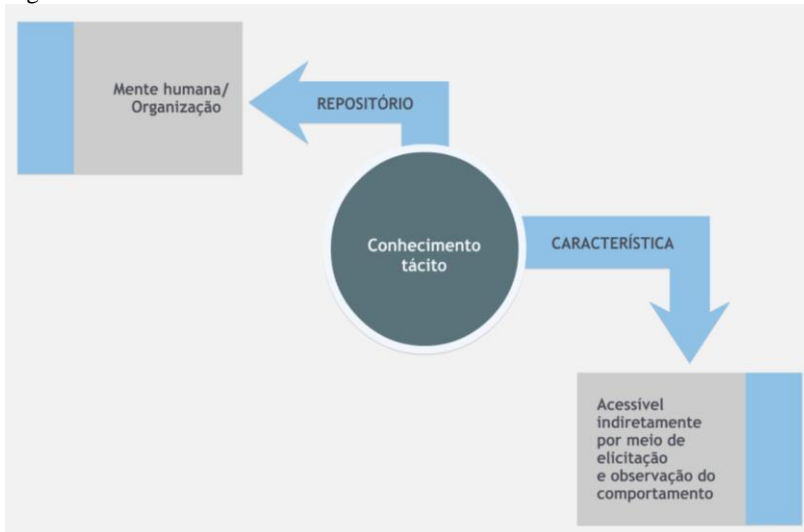 Mente humana/
Organização
REPOSITÓRIO
Conhecimento
tácito
CARACTERÍSTICA
Acessível
indiretamente
por meio de
elicitação
e observação do
comportamento